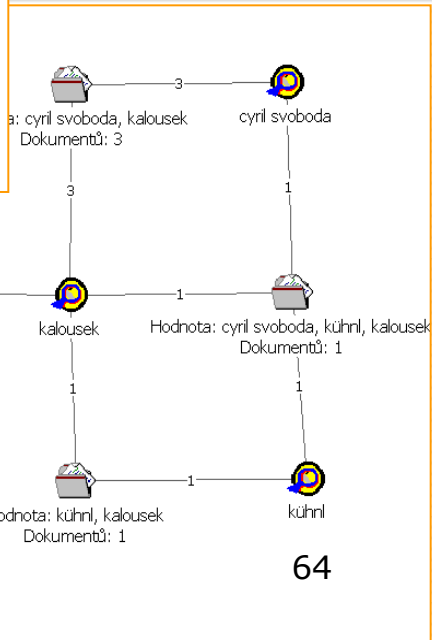 3
a: cyril svoboda, kalousek
Dokumentů: 3
cyril svoboda
3
1
1
kalousek
Hodnota: cyril svoboda, kühnl, kalousek
Dokumentů: 1
1
1
1
odnota: kühnl, kalousek
Dokumentů: 1
kühnl
64